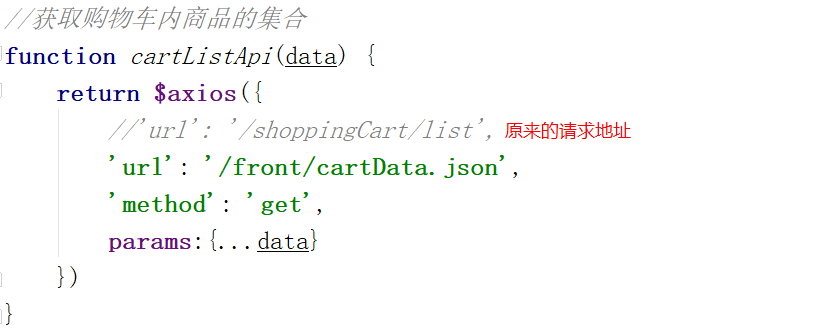 //获取购物车内商品的集合
function cartListApi(data) {
return $axios({
//'url': '/shoppingCart/list', 原来的请求地址
'url': '/front/cartData.json',
'method': 'get',
params:{...data}
})
}